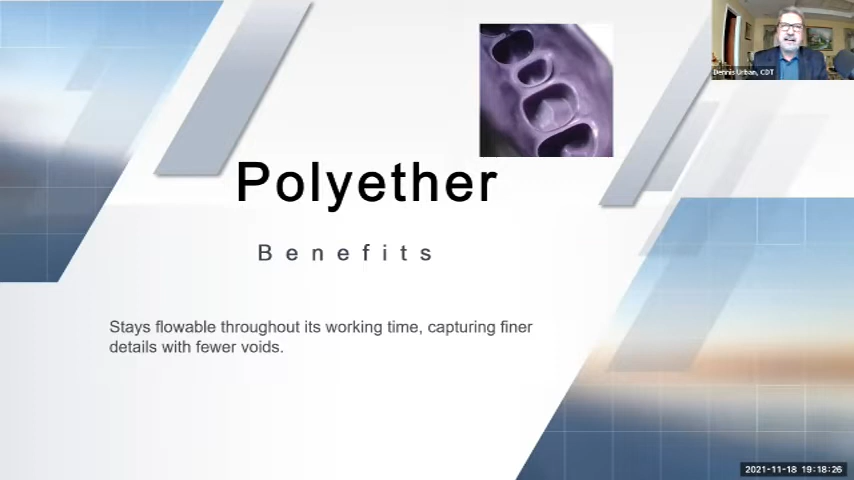 Dennis Urban, CDT
Polyether
Benefits
Stays flowable throughout its working time, capturing finer
details with fewer voids.
2021-11-18 19:18:26